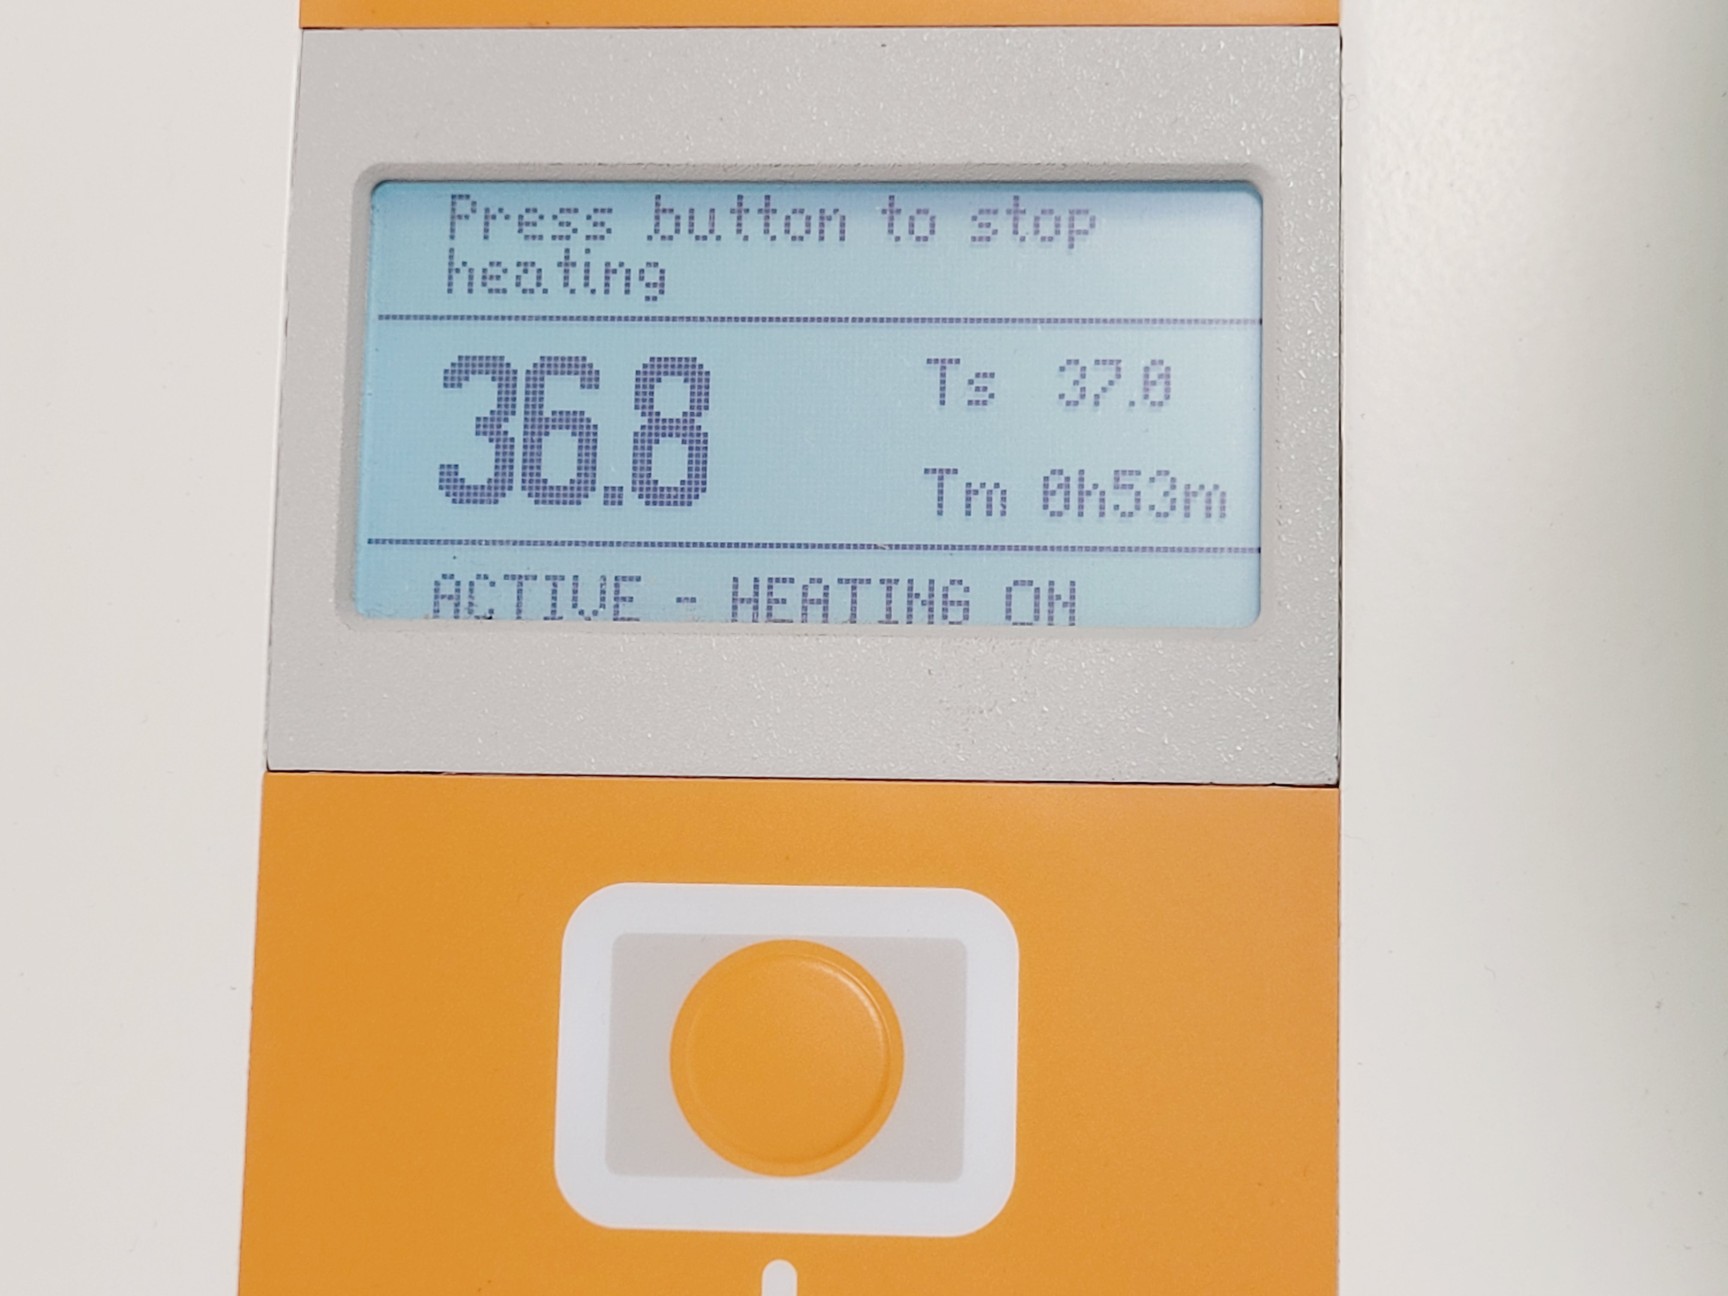 Press button to stop
heating
36.8
Ts 37.0
Tm 0h53m
ACTIVE - HEATING ON